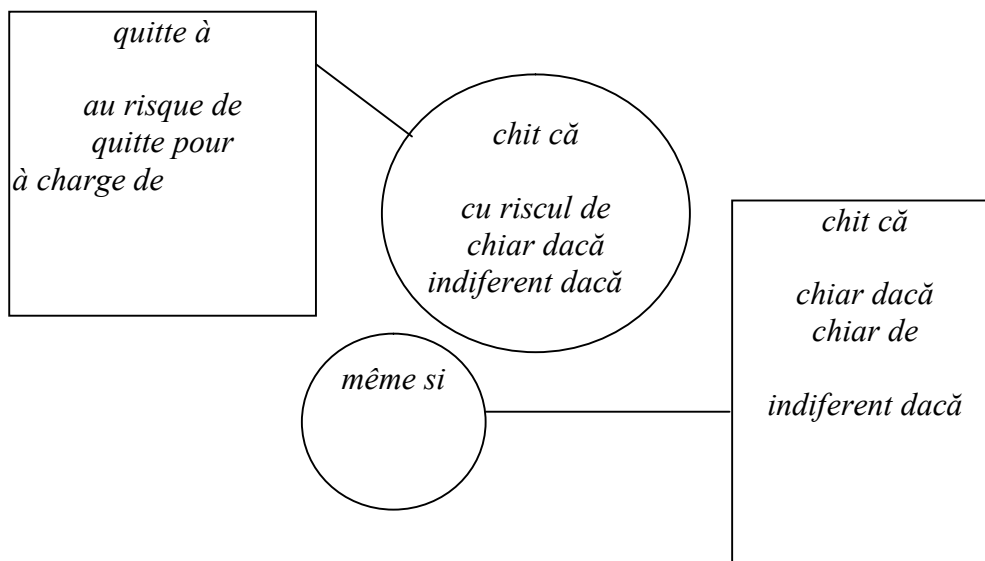 quitte à
au risque de
quitte pour
à charge de
chit că
cu riscul de
chiar dacă
indiferent dacă
même si
chit că
chiar dacă
chiar de
indiferent dacă